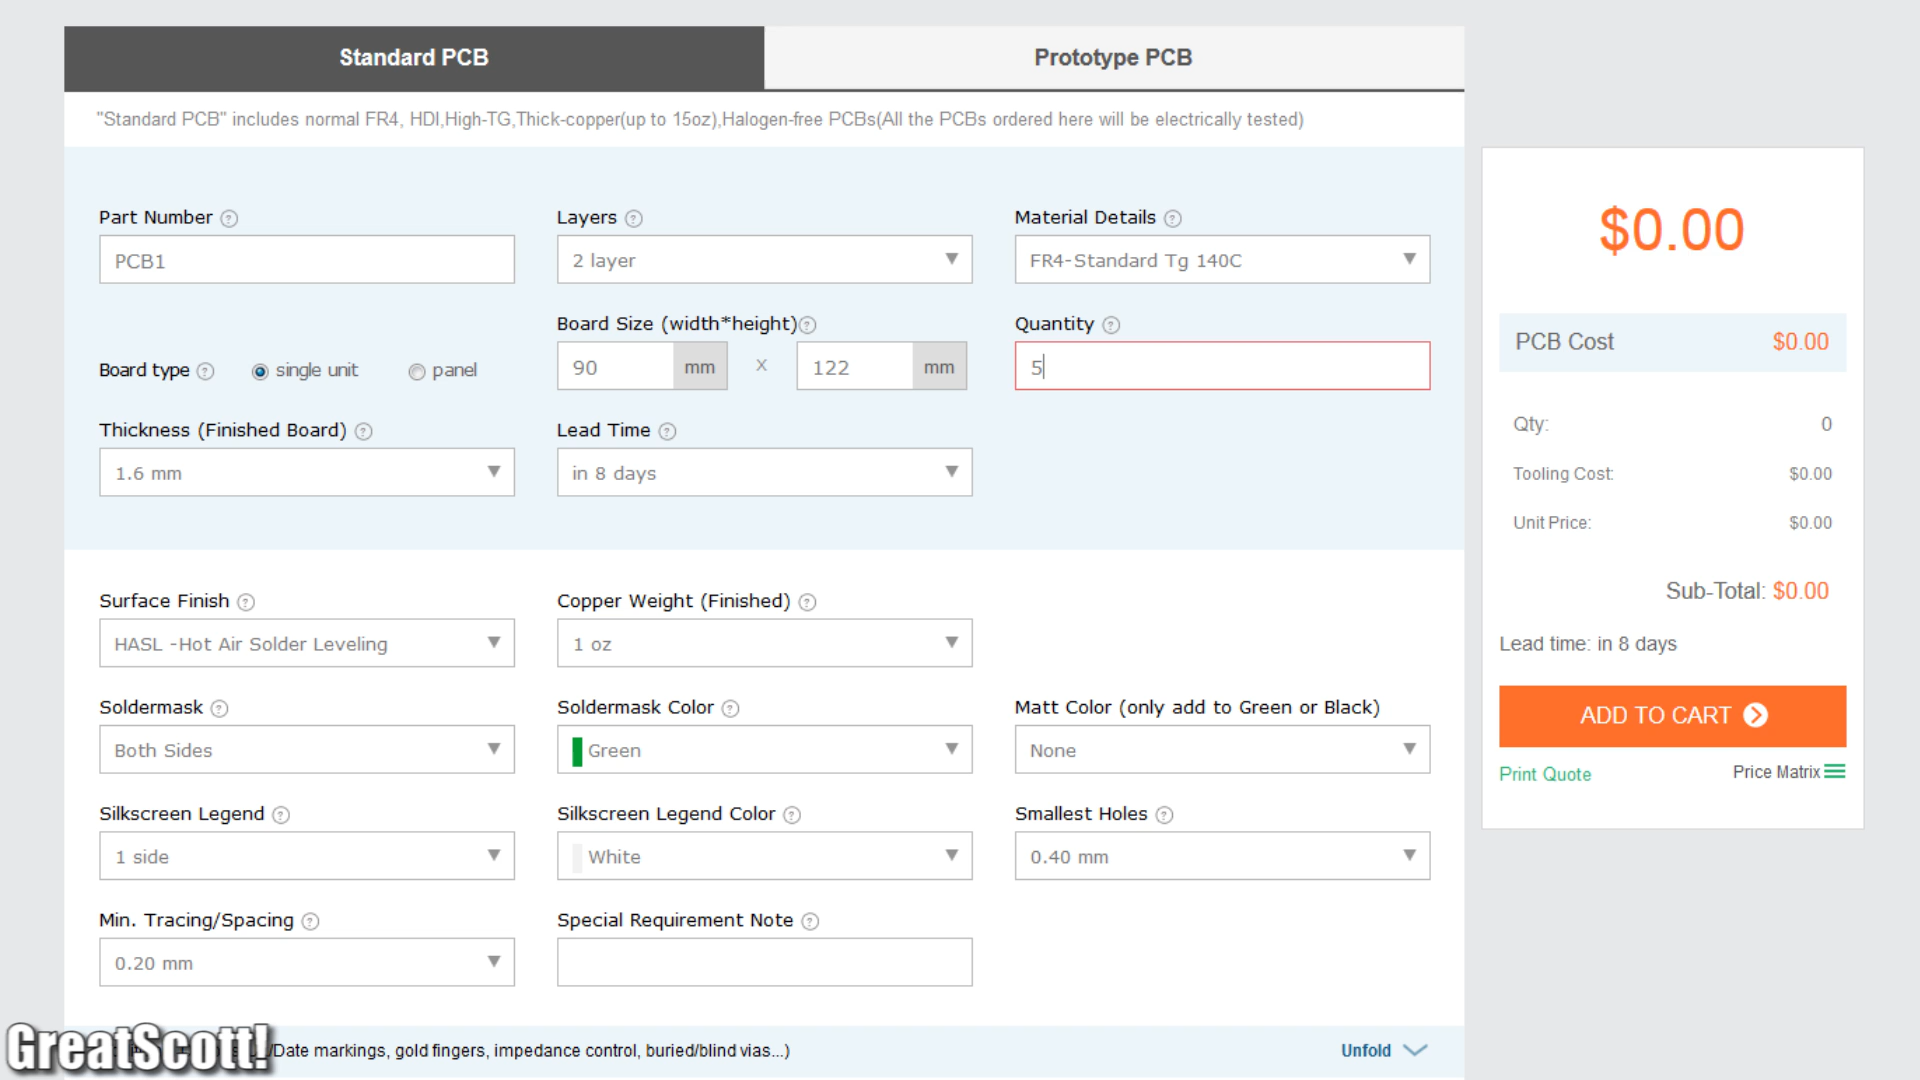 Standard PCB
Prototype PCB
"Standard PCB" includes normal FR4, HDI,High-TG,Thick-copper(up to 15oz),Halogen-free PCBs(All the PCBs ordered here will be electrically tested)
Part Number ?
Layers ?
Material Details ?
PCB1
2 layer
FR4-Standard Tg 140C
Board Size (width*height) ?
Quantity ?
Board type ? single unit panel
90 mm X 122 mm
5
Thickness (Finished Board) ?
Lead Time ?
1.6 mm
in 8 days
Surface Finish ?
Copper Weight (Finished) ?
HASL -Hot Air Solder Leveling
1 oz
Soldermask ?
Soldermask Color ?
Matt Color (only add to Green or Black)
Both Sides
Green
None
Silkscreen Legend ?
Silkscreen Legend Color ?
Smallest Holes ?
1 side
White
0.40 mm
Min. Tracing/Spacing ?
Special Requirement Note ?
0.20 mm
/Date markings, gold fingers, impedance control, buried/blind vias...)
Unfold
$0.00
PCB Cost $0.00
Qty: 0
Tooling Cost: $0.00
Unit Price: $0.00
Sub-Total: $0.00
Lead time: in 8 days
ADD TO CART
Print Quote
Price Matrix
GreatScott!